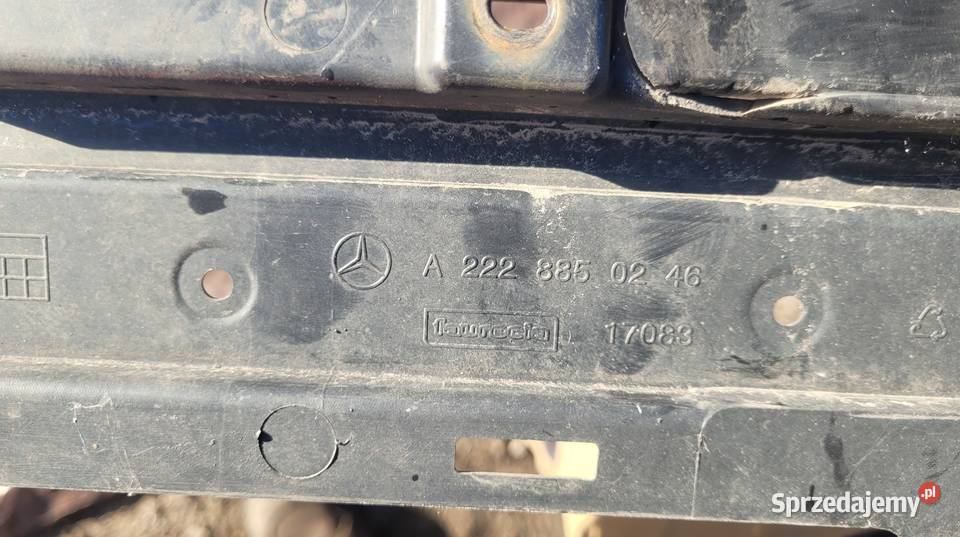 A 222 885 02 46
faurecia 17083
Sprzedajemy.pl